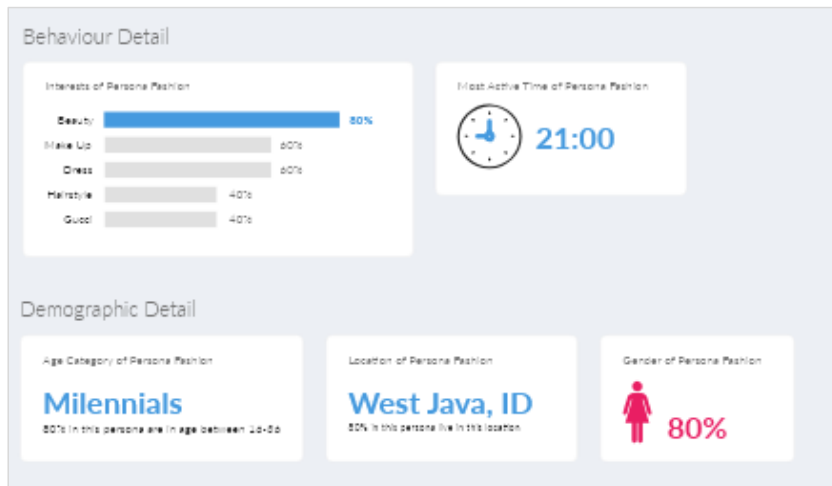 Behaviour Detail
Interests of Persona Fashion
Beauty 80%
Make Up 60%
Dress 60%
Hairstyle 40%
Gucci 40%
Most Active Time of Persona Fashion
21:00
Demographic Detail
Age Category of Persona Fashion
Milennials
80% in this persona are in age between
Location of Persona Fashion
West Java, ID
80% in this persona live in this location
Gender of Persona Fashion
80%